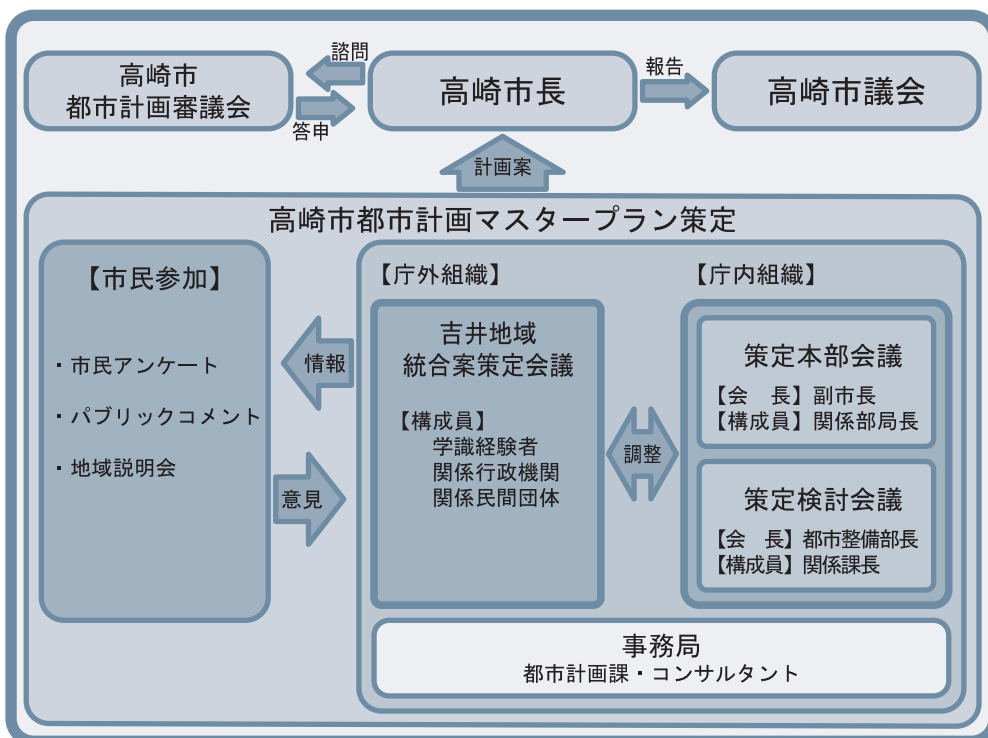 諮問
高崎市
都市計画審議会
答申
高崎市長
報告
高崎市議会
計画案
高崎市都市計画マスタープラン策定
【市民参加】
・市民アンケート
・パブリックコメント
・地域説明会
情報
意見
【庁外組織】
吉井地域
統合案策定会議
【構成員】
学識経験者
関係行政機関
関係民間団体
調整
【庁内組織】
策定本部会議
【会　長】副市長
【構成員】関係部局長
策定検討会議
【会　長】都市整備部長
【構成員】関係課長
事務局
都市計画課・コンサルタント